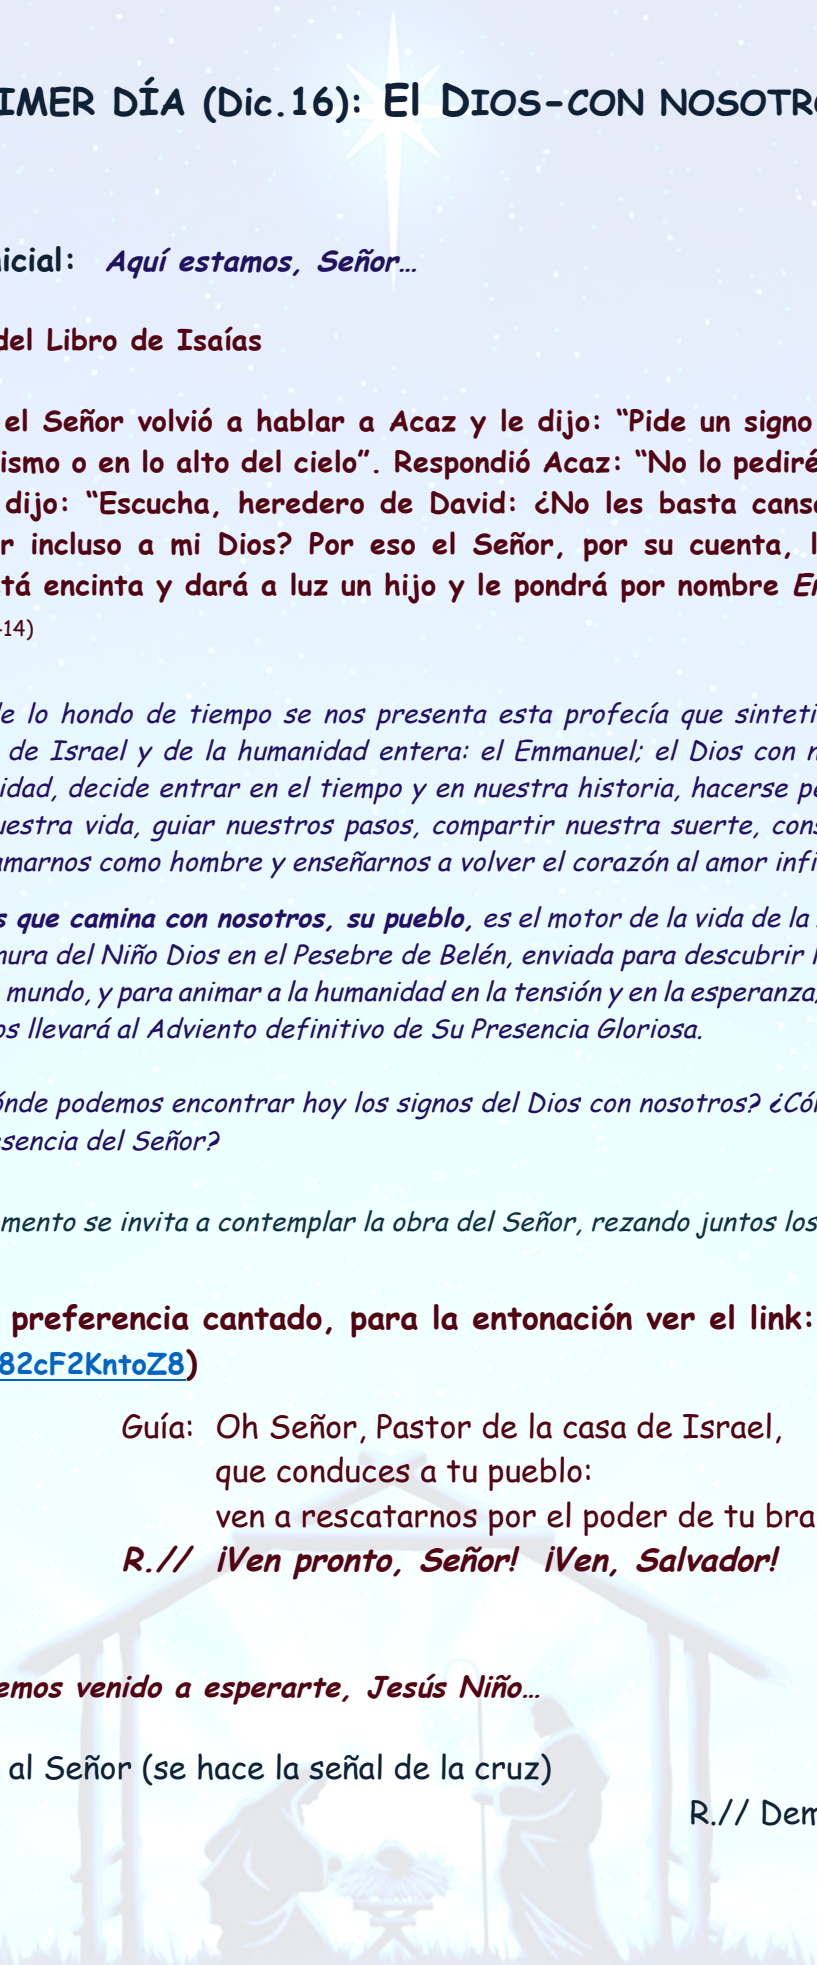 IMER DÍA (Dic.16): El DIOS-CON NOSOTRO
icial: Aquí estamos, Señor…
del Libro de Isaías
el Señor volvió a hablar a Acaz y le dijo: “Pide un signo
ismo o en lo alto del cielo”. Respondió Acaz: “No lo pediré
dijo: “Escucha, heredero de David: ¿No les basta cansa
r incluso a mi Dios? Por eso el Señor, por su cuenta, l
tá encinta y dará a luz un hijo y le pondrá por nombre Em
-14)
de lo hondo de tiempo se nos presenta esta profecía que sinteti
de Israel y de la humanidad entera: el Emmanuel; el Dios con n
idad, decide entrar en el tiempo y en nuestra historia, hacerse pe
uestra vida, guiar nuestros pasos, compartir nuestra suerte, cons
amarnos como hombre y enseñarnos a volver el corazón al amor infi
s que camina con nosotros, su pueblo, es el motor de la vida de la
nura del Niño Dios en el Pesebre de Belén, enviada para descubrir
mundo, y para animar a la humanidad en la tensión y en la esperanza,
os llevará al Adviento definitivo de Su Presencia Gloriosa.
ónde podemos encontrar hoy los signos del Dios con nosotros? ¿Có
esencia del Señor?
mento se invita a contemplar la obra del Señor, rezando juntos los
preferencia cantado, para la entonación ver el link:
82cF2KntoZ8)
Guía: Oh Señor, Pastor de la casa de Israel,
que conduces a tu pueblo:
ven a rescatarnos por el poder de tu bra
R.// ¡Ven pronto, Señor! ¡Ven, Salvador!
emos venido a esperarte, Jesús Niño…
al Señor (se hace la señal de la cruz)
R.// Dem